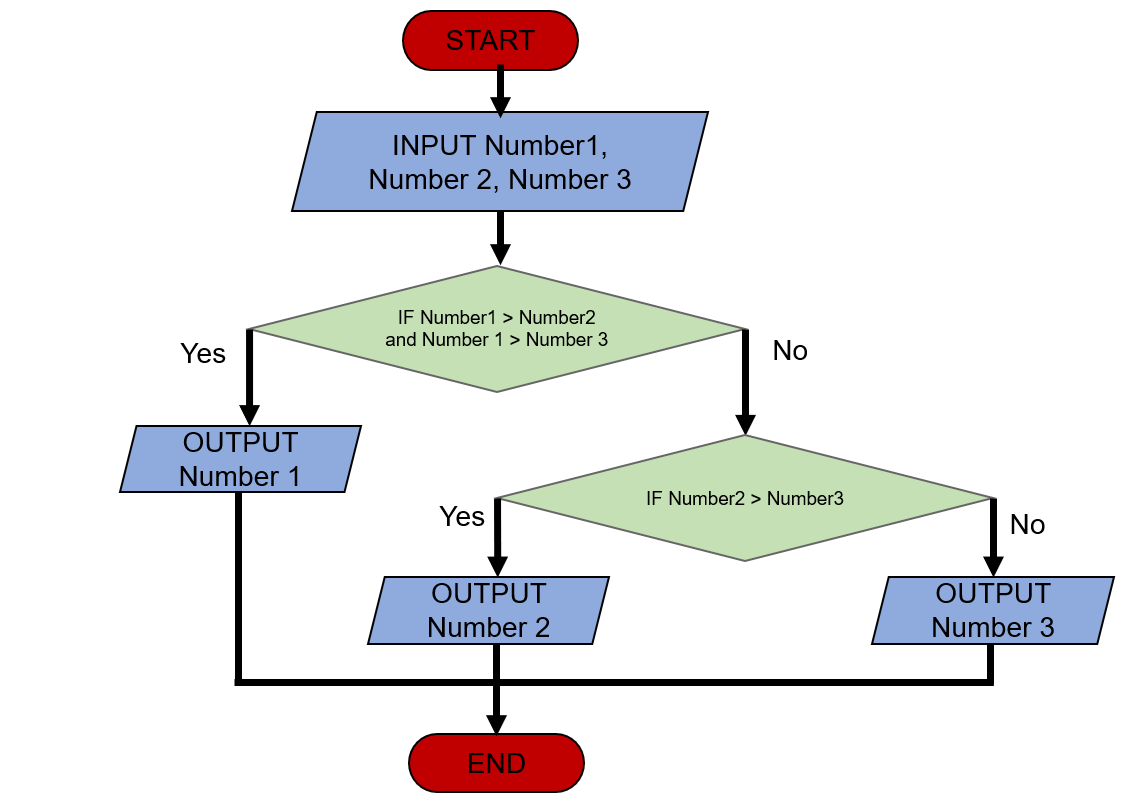 START
INPUT Number1,
Number 2, Number 3
IF Number1 > Number2
and Number 1 > Number 3
Yes
No
OUTPUT
Number 1
IF Number2 > Number3
Yes
No
OUTPUT
Number 2
OUTPUT
Number 3
END